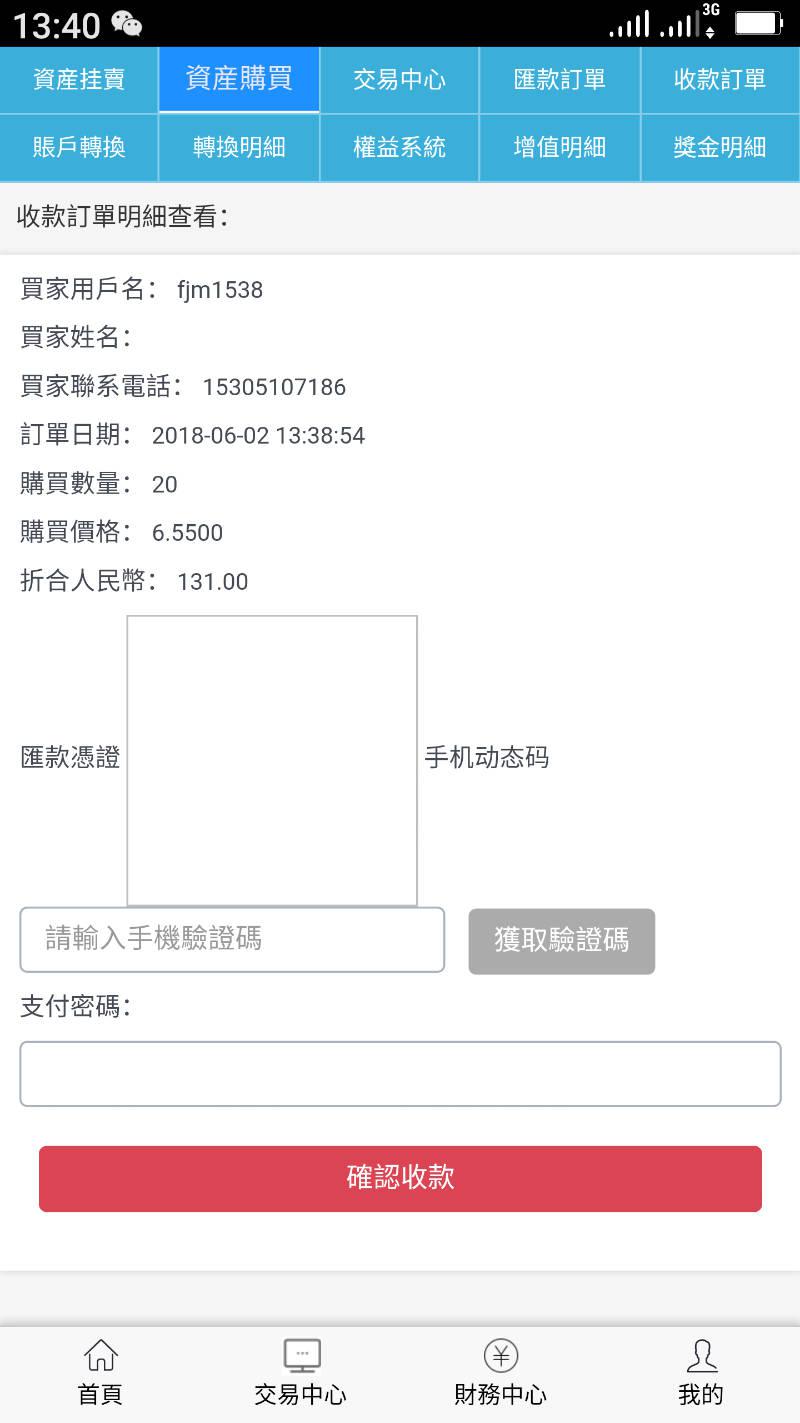 13:40 3G
資產挂賣 資產購買 交易中心 匯款訂單 收款訂單
賬戶轉換 轉換明細 權益系統 增值明細 獎金明細
收款訂單明細查看：
買家用戶名： fjm1538
買家姓名：
買家聯系電話： 15305107186
訂單日期： 2018-06-02 13:38:54
購買數量： 20
購買價格： 6.5500
折合人民幣： 131.00
匯款憑證 手机动态码
請輸入手機驗證碼 獲取驗證碼
支付密碼：
確認收款
首頁 交易中心 財務中心 我的